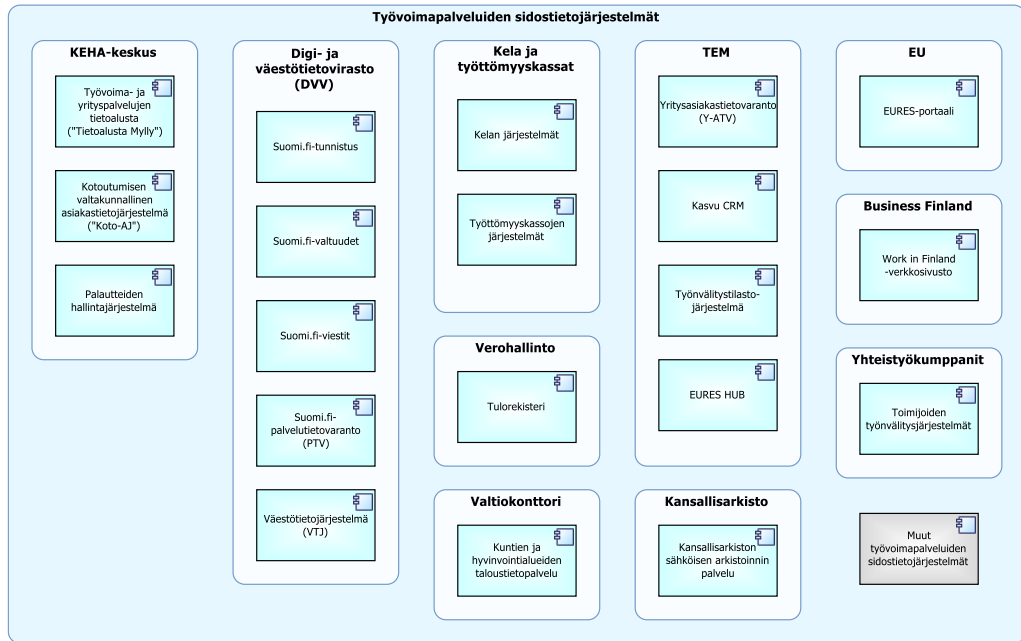 Työvoimapalveluiden sidostietojärjestelmät
KEHA-keskus
Työvoima- ja
yrityspalvelujen
tietoalusta
("Tietoalusta Mylly")
Kotoutumisen
valtakunnallinen
asiakastietojärjestelmä
("Koto-AJ")
Palautteiden
hallintajärjestelmä
Digi- ja
väestötietovirasto
(DVV)
Suomi.fi-tunnistus
Suomi.fi-valtuudet
Suomi.fi-viestit
Suomi.fi-
palvelutietovaranto
(PTV)
Väestötietojärjestelmä
(VTJ)
Kela ja
työttömyyskassat
Kelan järjestelmät
Työttömyyskassojen
järjestelmät
Verohallinto
Tulorekisteri
Valtiokonttori
Kuntien ja
hyvinvointialueiden
taloustietopalvelu
TEM
Yritysasiakastietovaranto
(Y-ATV)
Kasvu CRM
Työnvälitystilasto-
järjestelmä
EURES HUB
Kansallisarkisto
Kansallisarkiston
sähköisen arkistoinnin
palvelu
EU
EURES-portaali
Business Finland
Work in Finland
-verkkosivusto
Yhteistyökumppanit
Toimijoiden
työnvälitysjärjestelmät
Muut
työvoimapalveluiden
sidostietojärjestelmät